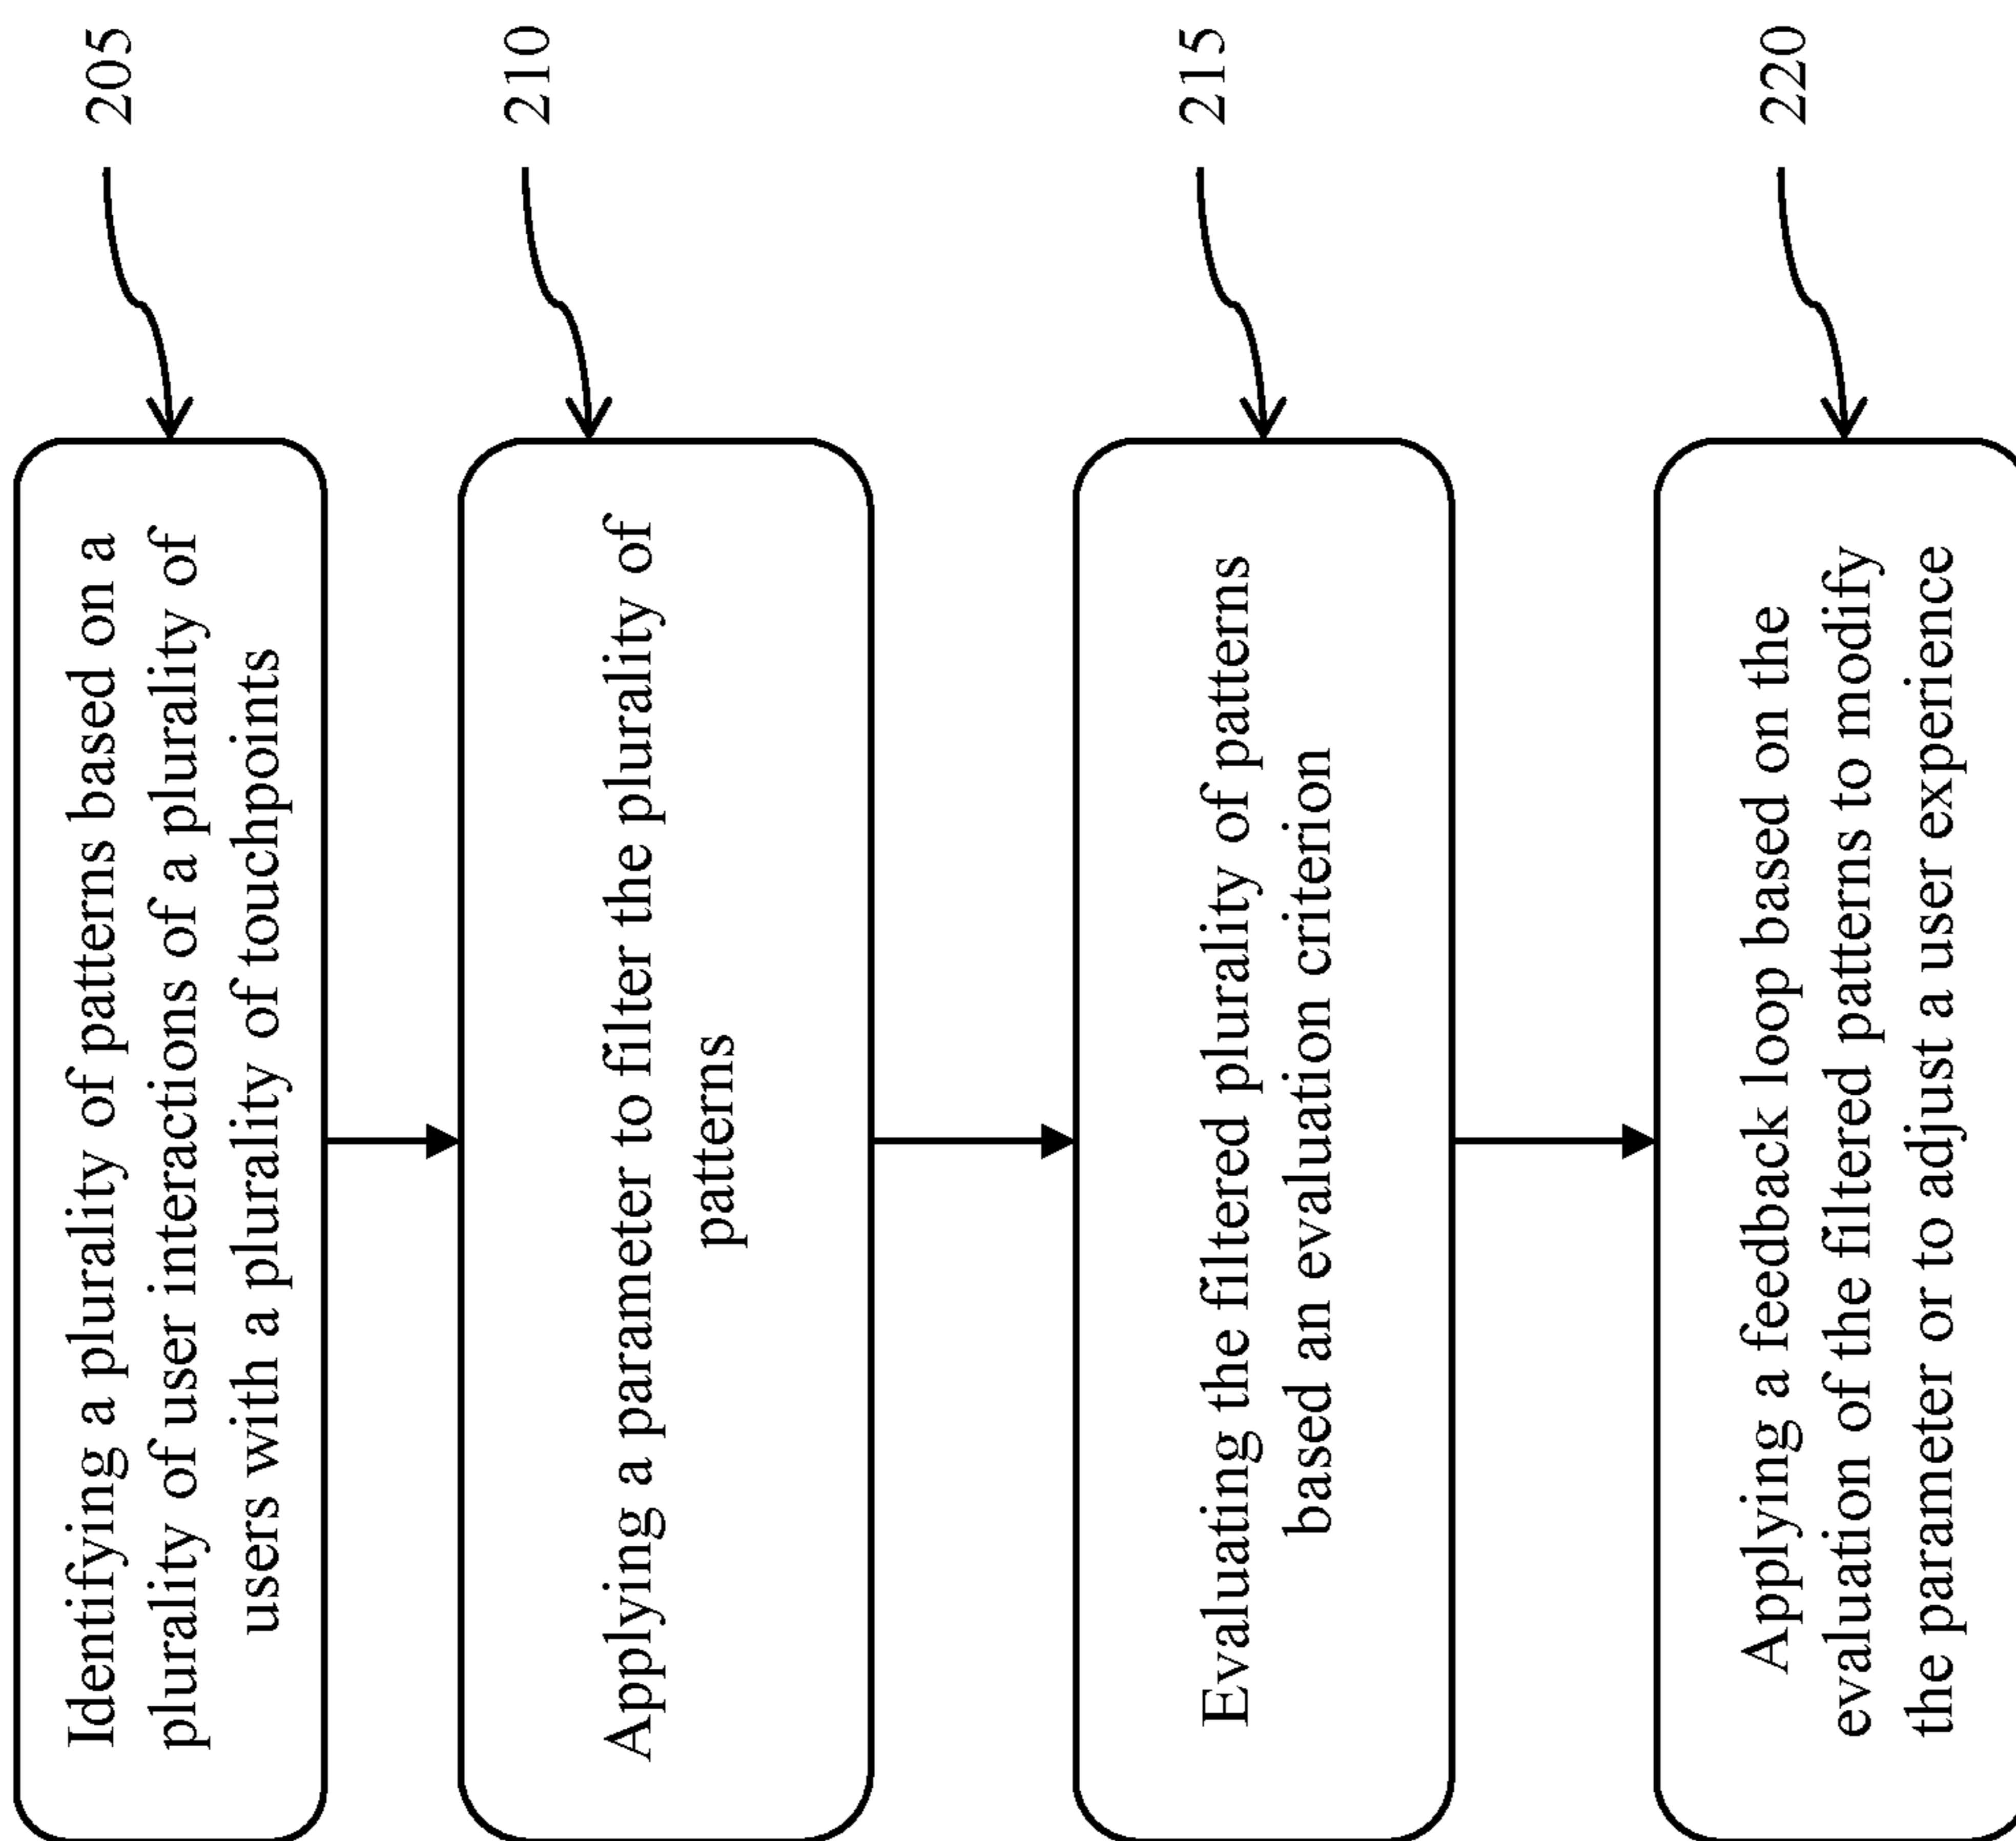 Identifying a plurality of patterns based on a
plurality of user interactions of a plurality of
users with a plurality of touchpoints
205
Applying a parameter to filter the plurality of
patterns
210
Evaluating the filtered plurality of patterns
based an evaluation criterion
215
Applying a feedback loop based on the
evaluation of the filtered patterns to modify
the parameter or to adjust a user experience
220